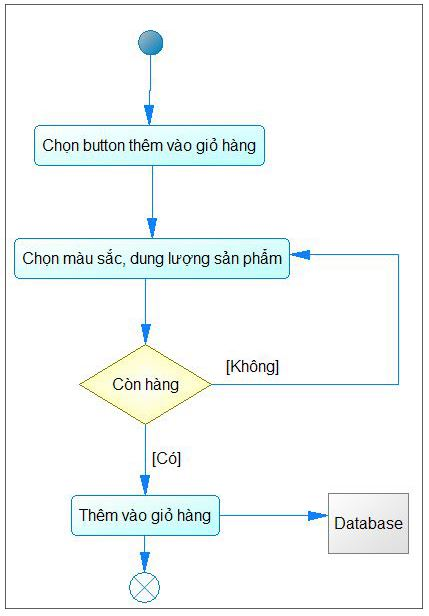 Chọn button thêm vào giỏ hàng
Chọn màu sắc, dung lượng sản phẩm
[Không]
Còn hàng
[Có]
Thêm vào giỏ hàng
Database